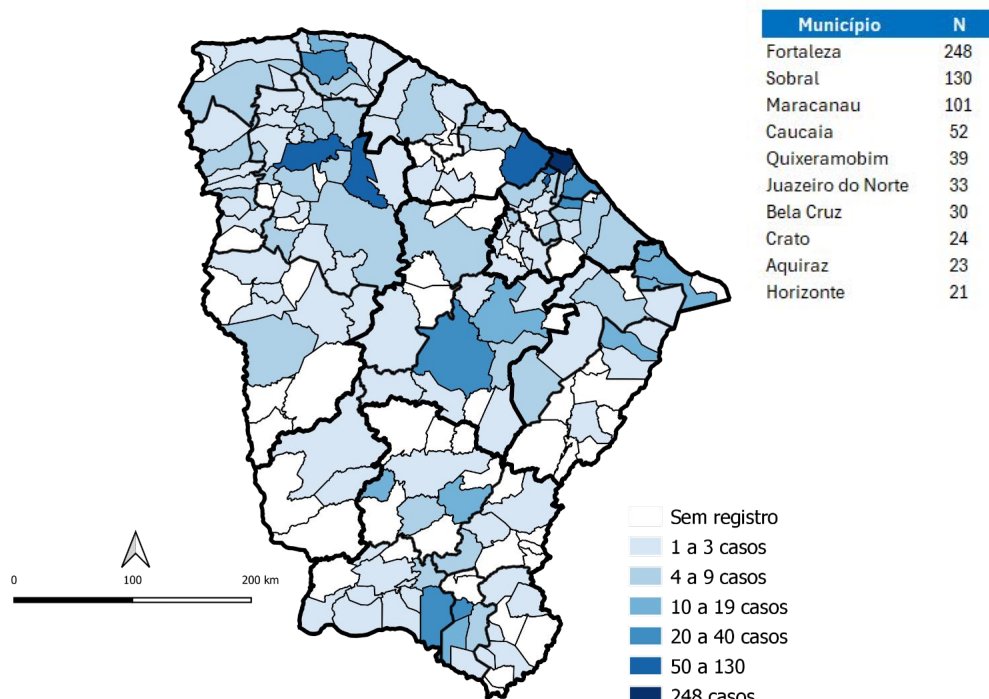 Município N
Fortaleza 248
Sobral 130
Maracanau 101
Caucaia 52
Quixeramobim 39
Juazeiro do Norte 33
Bela Cruz 30
Crato 24
Aquiraz 23
Horizonte 21
Sem registro
1 a 3 casos
4 a 9 casos
10 a 19 casos
20 a 40 casos
50 a 130
248 casos
0 100 200 km